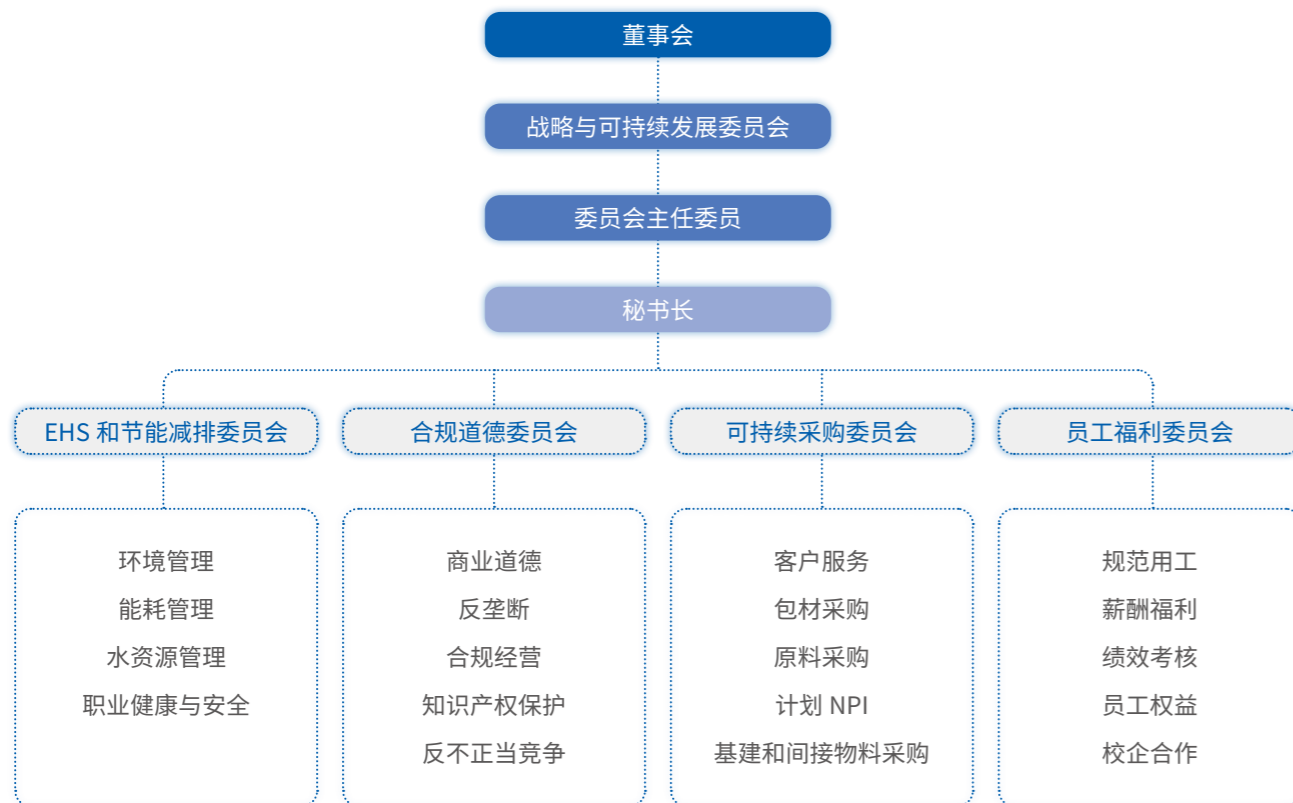 董事会
战略与可持续发展委员会
委员会主任委员
秘书长
EHS 和节能减排委员会
合规道德委员会
可持续采购委员会
员工福利委员会
环境管理
能耗管理
水资源管理
职业健康与安全
商业道德
反垄断
合规经营
知识产权保护
反不正当竞争
客户服务
包材采购
原料采购
计划 NPI
基建和间接物料采购
规范用工
薪酬福利
绩效考核
员工权益
校企合作